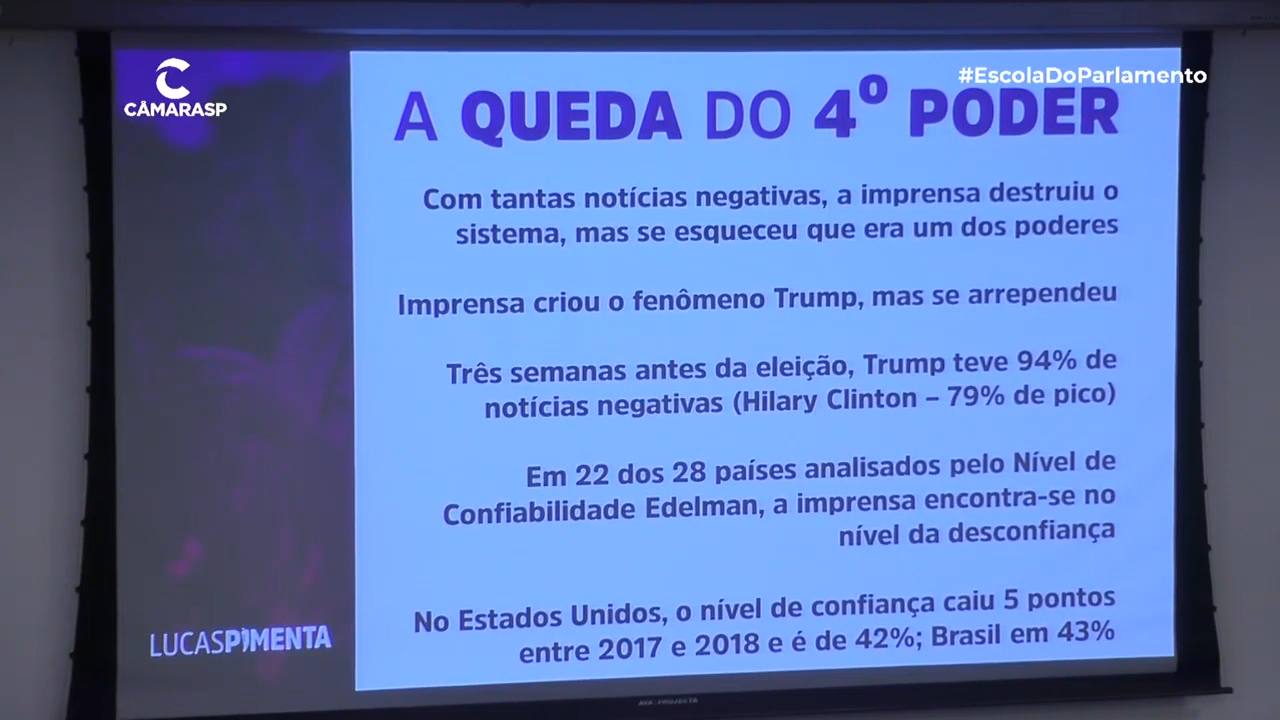 CÂMARASP
#EscolaDoParlamento
A QUEDA DO 4º PODER
Com tantas notícias negativas, a imprensa destruiu o
sistema, mas se esqueceu que era um dos poderes
Imprensa criou o fenômeno Trump, mas se arrependeu
Três semanas antes da eleição, Trump teve 94% de
notícias negativas (Hilary Clinton – 79% de pico)
Em 22 dos 28 países analisados pelo Nível de
Confiabilidade Edelman, a imprensa encontra-se no
nível da desconfiança
No Estados Unidos, o nível de confiança caiu 5 pontos
entre 2017 e 2018 e é de 42%; Brasil em 43%
LUCASPIMENTA